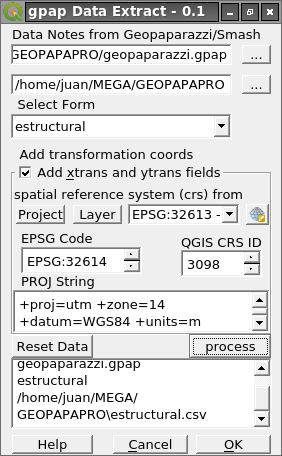 gpap Data Extract - 0.1
Data Notes from Geopaparazzi/Smash
GEOPAPAPRO/geopaparazzi.gpap ...
/home/juan/MEGA/GEOPAPAPRO ...
Select Form
estructural
Add transformation coords
Add xtrans and ytrans fields
spatial reference system (crs) from
Project Layer EPSG:32613 -
EPSG Code QGIS CRS ID
EPSG:32614 3098
PROJ String
+proj=utm +zone=14
+datum=WGS84 +units=m
Reset Data process
geopaparazzi.gpap
estructural
/home/juan/MEGA/
GEOPAPAPRO\estructural.csv
Help Cancel OK